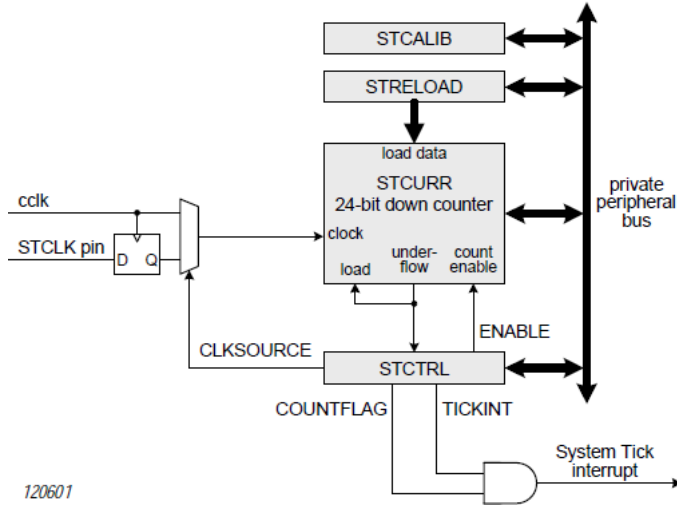 STCALIB
STRELOAD
load data
STCURR
24-bit down counter
private
peripheral
bus
cclk
STCLK pin
D Q
clock
load
under-
flow
count
enable
CLKSOURCE
ENABLE
STCTRL
COUNTFLAG
TICKINT
System Tick
interrupt
120601